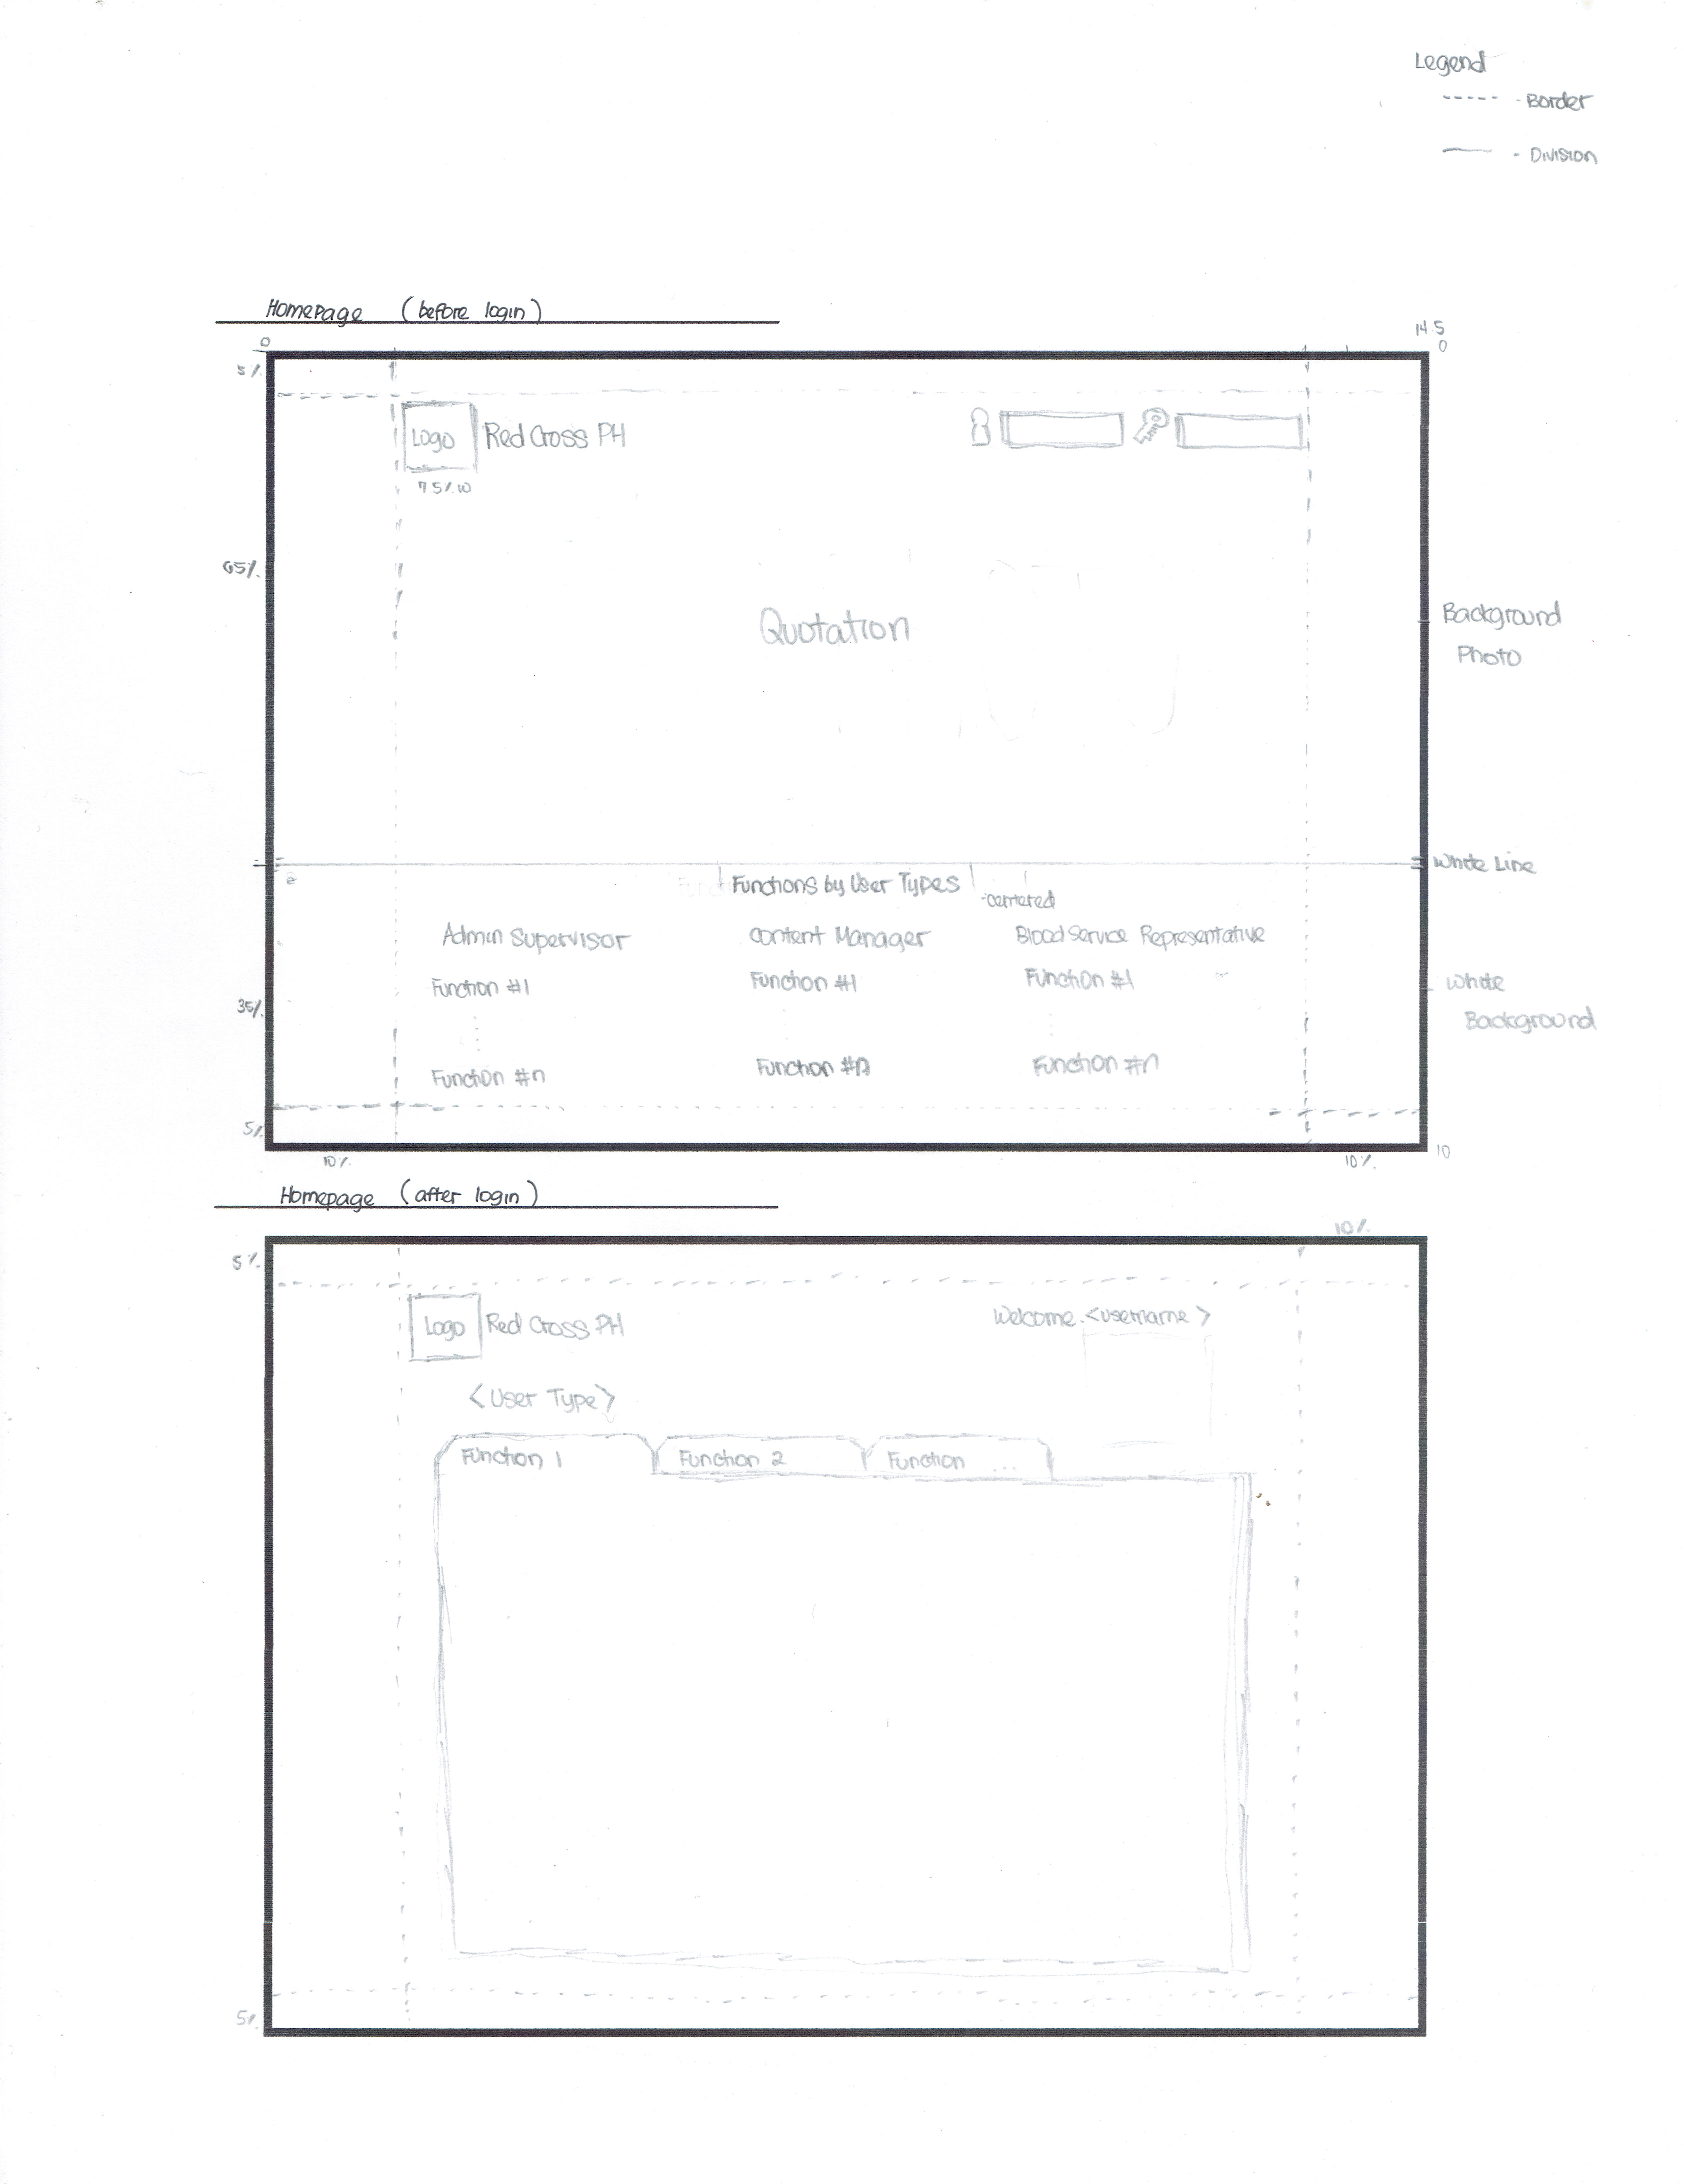 Legend
----- - Border
— - Division
Homepage (before login)
0
14.5
0
5%
Logo
Red Cross PH
7.5% w
65%
Quotation
Background
Photo
White Line
Functions by User Types
-centered
Admin Supervisor
Content Manager
Blood Service Representative
Function #1
Function #1
Function #1
White
Background
35%
Function #n
Function #n
Function #n
5%
10
10%
10%
Homepage (after login)
10%
5%
Logo
Red Cross PH
Welcome <username>
<User Type>
Function 1
Function 2
Function ...
5%